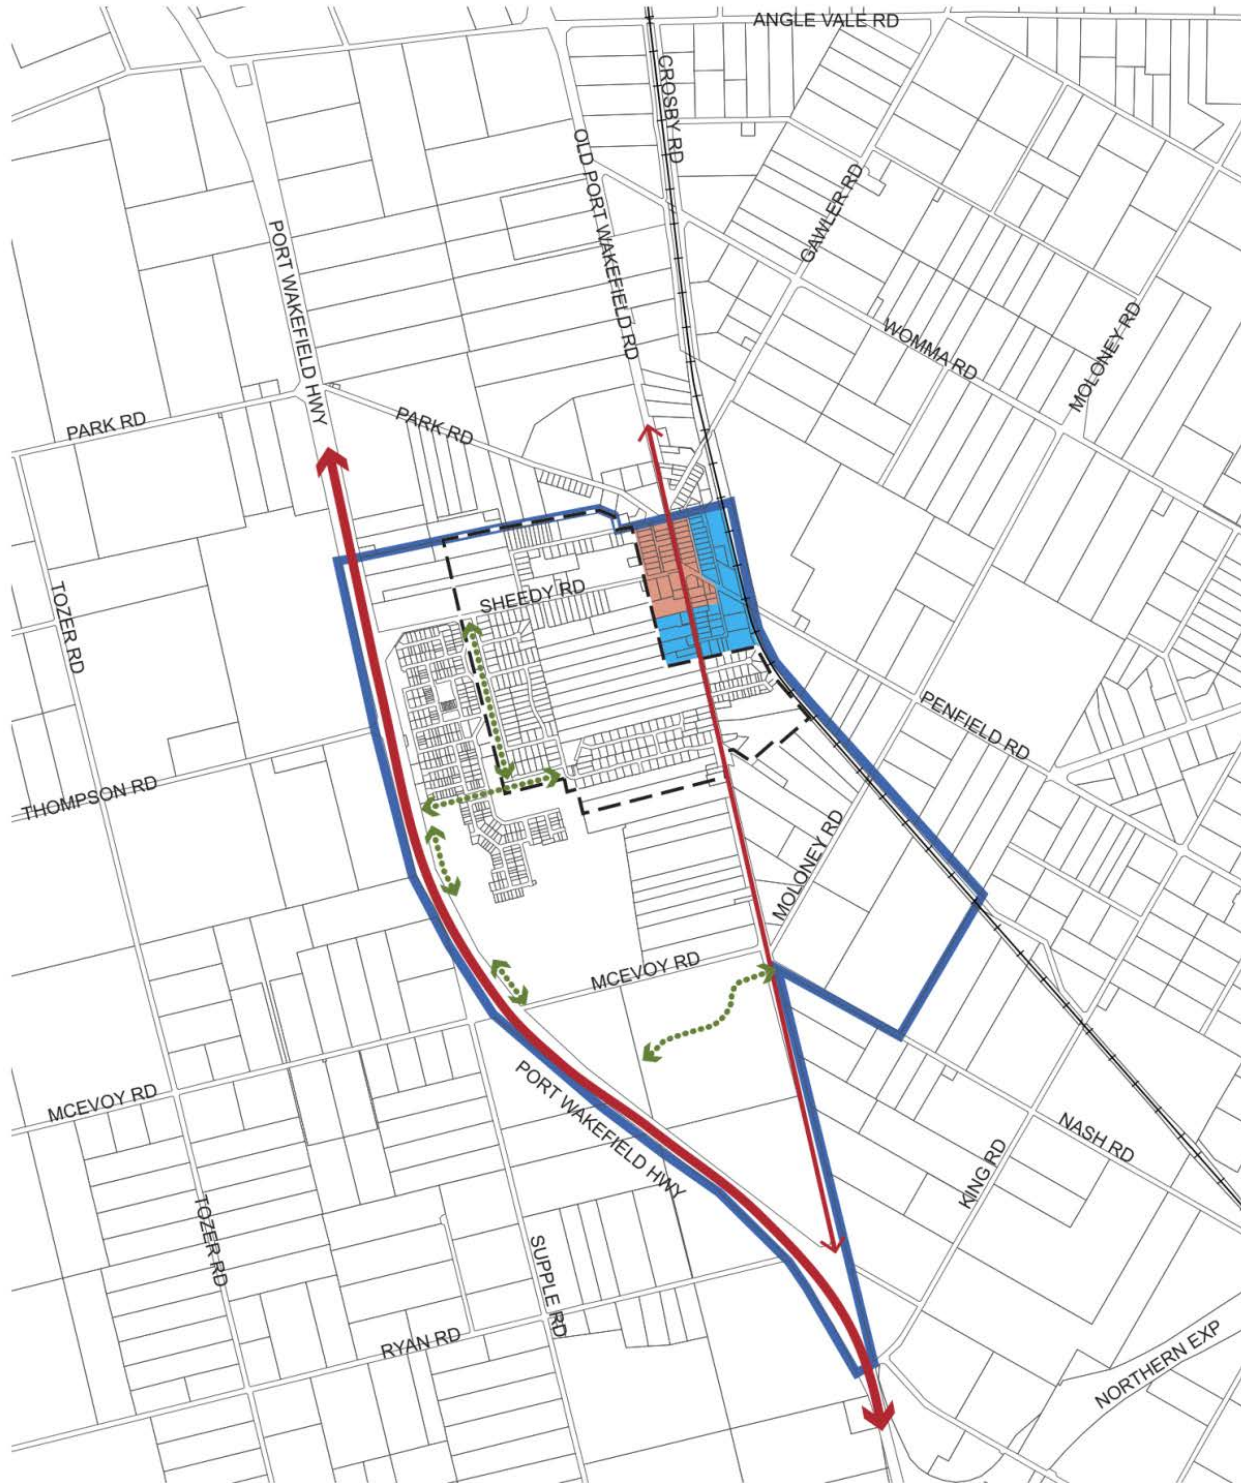 ANGLE VALE RD
CROSBY RD
OLD PORT WAKEFIELD RD
GAWLER RD
PORT WAKEFIELD HWY
WOMMA RD
MOLONEY RD
PARK RD
PARK RD
TOZER RD
SHEEDY RD
PENFIELD RD
THOMPSON RD
MOLONEY RD
MCEVOY RD
MCEVOY RD
PORT WAKEFIELD HWY
NASH RD
KING RD
TOZER RD
SUPPLE RD
RYAN RD
NORTHERN EXP